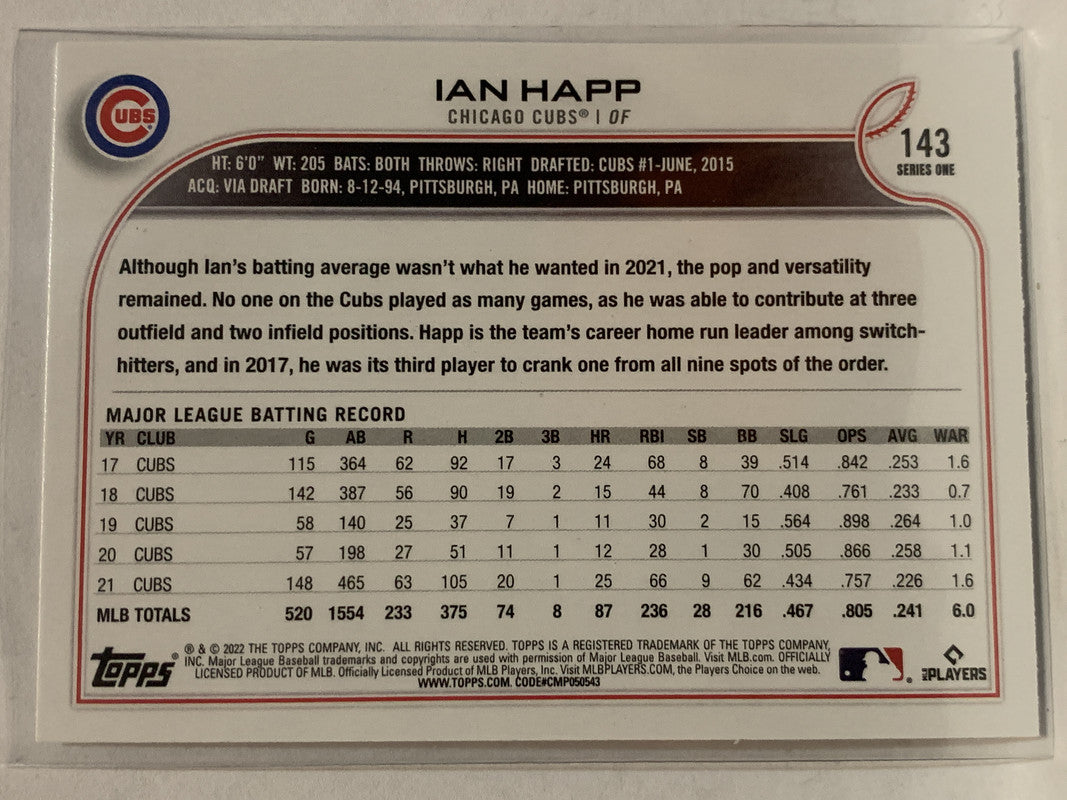 CUBS®
IAN HAPP
CHICAGO CUBS® | OF
143
SERIES ONE
HT: 6'0" WT: 205 BATS: BOTH THROWS: RIGHT DRAFTED: CUBS #1-JUNE, 2015
ACQ: VIA DRAFT BORN: 8-12-94, PITTSBURGH, PA HOME: PITTSBURGH, PA
Although Ian's batting average wasn't what he wanted in 2021, the pop and versatility
remained. No one on the Cubs played as many games, as he was able to contribute at three
outfield and two infield positions. Happ is the team's career home run leader among switch-
hitters, and in 2017, he was its third player to crank one from all nine spots of the order.
MAJOR LEAGUE BATTING RECORD
YR CLUB G AB R H 2B 3B HR RBI SB BB SLG OPS AVG WAR
17 CUBS 115 364 62 92 17 3 24 68 8 39 .514 .842 .253 1.6
18 CUBS 142 387 56 90 19 2 15 44 8 70 .408 .761 .233 0.7
19 CUBS 58 140 25 37 7 1 11 30 2 15 .564 .898 .264 1.0
20 CUBS 57 198 27 51 11 1 12 28 1 30 .505 .866 .258 1.1
21 CUBS 148 465 63 105 20 1 25 66 9 62 .434 .757 .226 1.6
MLB TOTALS 520 1554 233 375 74 8 87 236 28 216 .467 .805 .241 6.0
topps®
® & © 2022 THE TOPPS COMPANY, INC. ALL RIGHTS RESERVED. TOPPS IS A REGISTERED TRADEMARK OF THE TOPPS COMPANY,
INC. Major League Baseball trademarks and copyrights are used with permission of Major League Baseball. Visit MLB.com. OFFICIALLY
LICENSED PRODUCT OF MLB. Officially Licensed Product of MLB Players, Inc. Visit MLBPLAYERS.COM, the Players Choice on the web.
WWW.TOPPS.COM. CODE#CMP050543
MLBPLAYERS